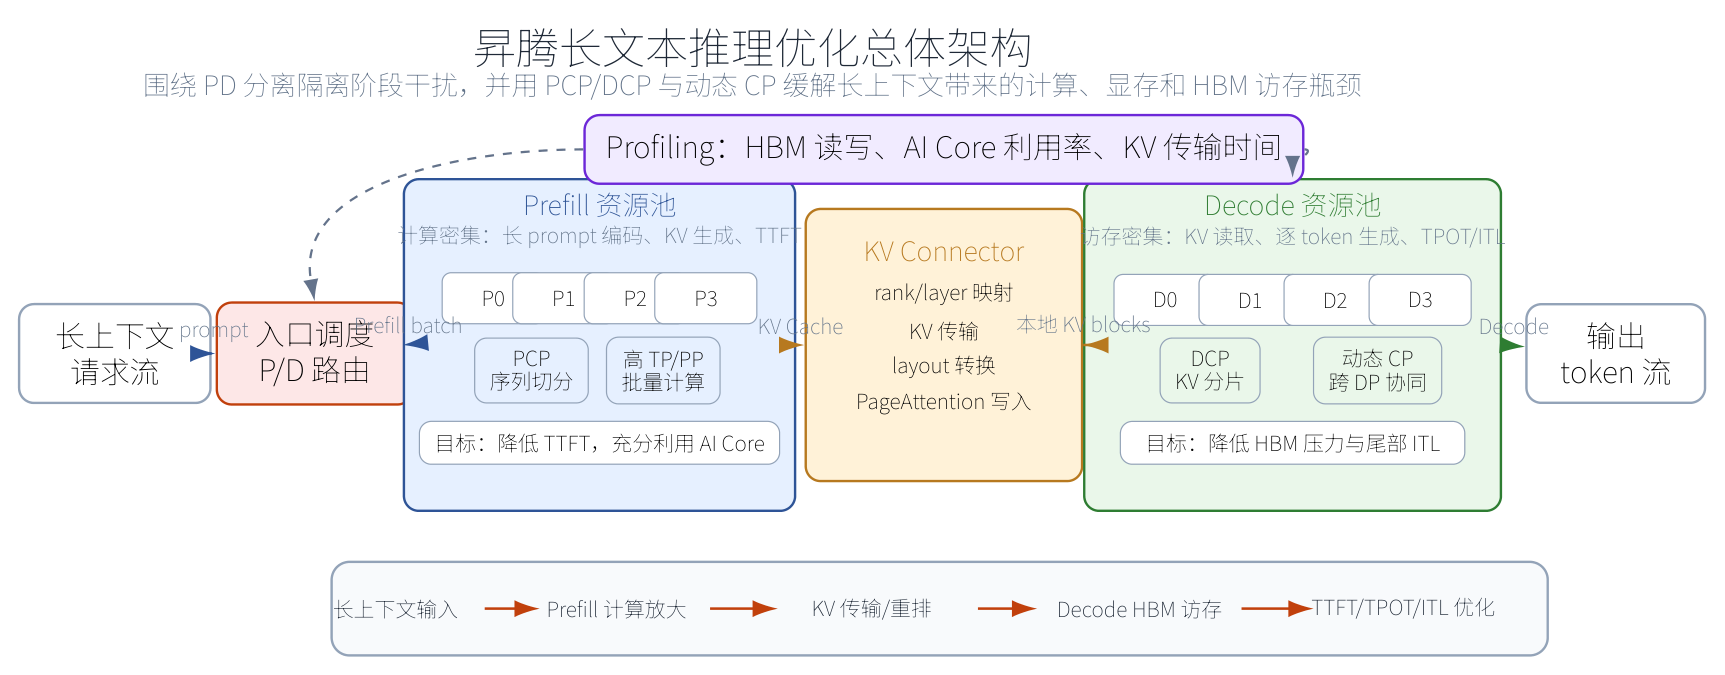 昇腾长文本推理优化总体架构
围绕 PD 分离隔离阶段干扰，并用 PCP/DCP 与动态 CP 缓解长上下文带来的计算、显存和 HBM 访存瓶颈
Profiling：HBM 读写、AI Core 利用率、KV 传输时间
长上下文
请求流
prompt
入口调度
P/D 路由
Prefill batch
Prefill 资源池
计算密集：长 prompt 编码、KV 生成、TTFT
P0
P1
P2
P3
PCP
序列切分
高 TP/PP
批量计算
目标：降低 TTFT，充分利用 AI Core
KV Cache
KV Connector
rank/layer 映射
KV 传输
layout 转换
PageAttention 写入
本地 KV blocks
Decode 资源池
访存密集：KV 读取、逐 token 生成、TPOT/ITL
D0
D1
D2
D3
DCP
KV 分片
动态 CP
跨 DP 协同
目标：降低 HBM 压力与尾部 ITL
Decode
输出
token 流
长上下文输入
Prefill 计算放大
KV 传输/重排
Decode HBM 访存
TTFT/TPOT/ITL 优化